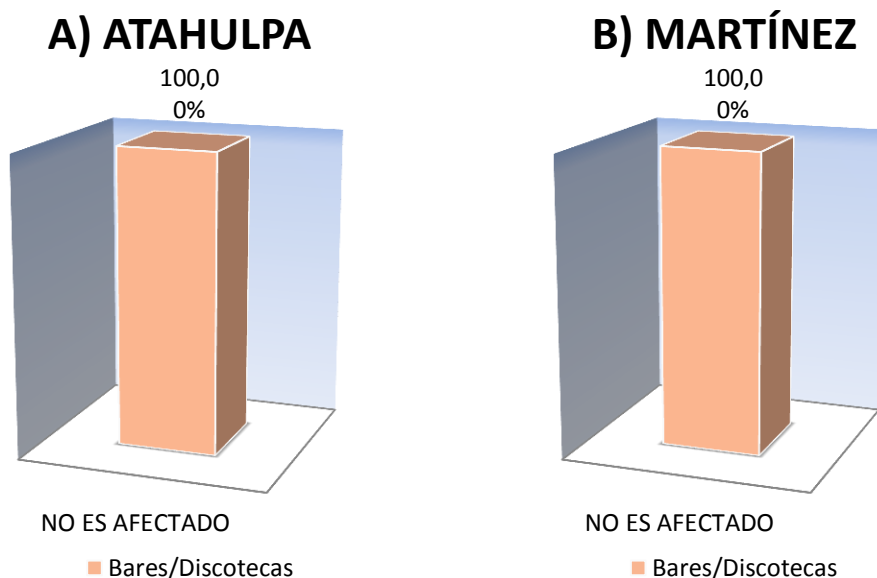 A) ATAHULPA
100,0
0%
NO ES AFECTADO
Bares/Discotecas
B) MARTÍNEZ
100,0
0%
NO ES AFECTADO
Bares/Discotecas